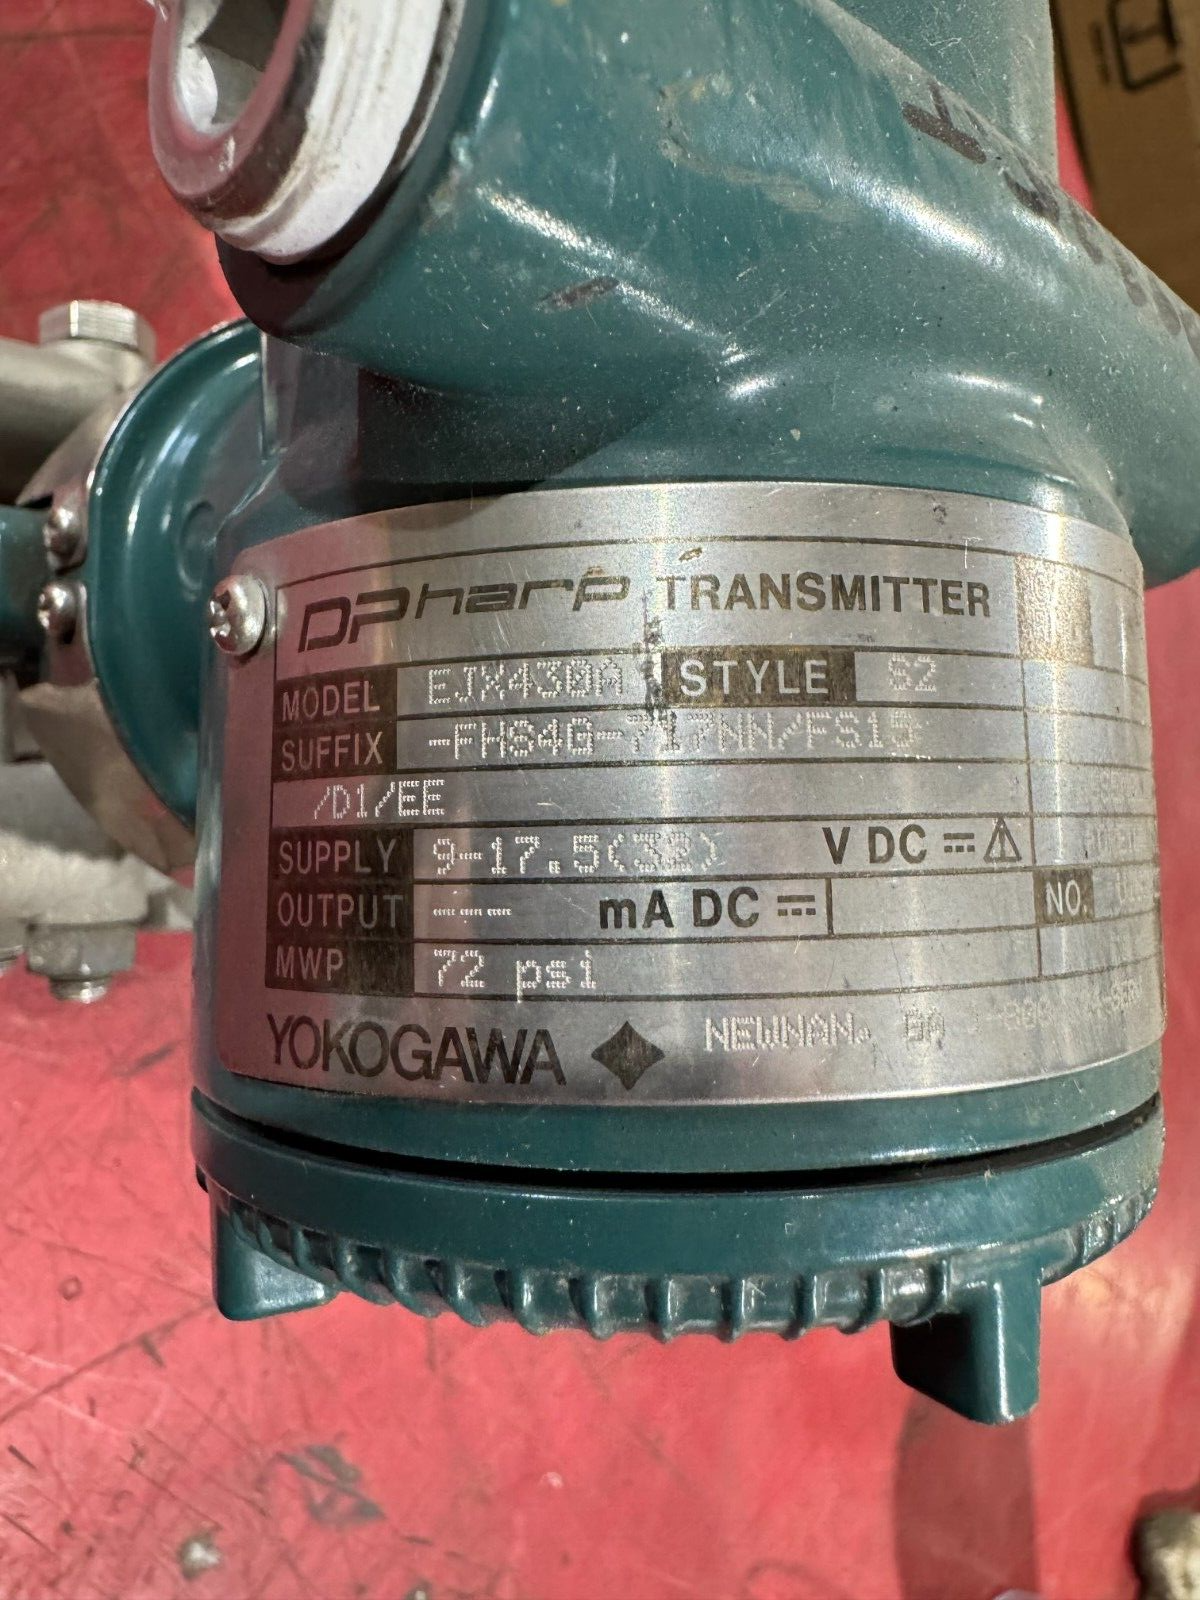 DPharp TRANSMITTER
MODEL EJX430A STYLE S2
SUFFIX -FHS4G-717NN/FS15
/D1/EE
SUPPLY 9-17.5(32) V DC
OUTPUT --- mA DC NO.
MWP 72 psi
YOKOGAWA NEWNAN, GA